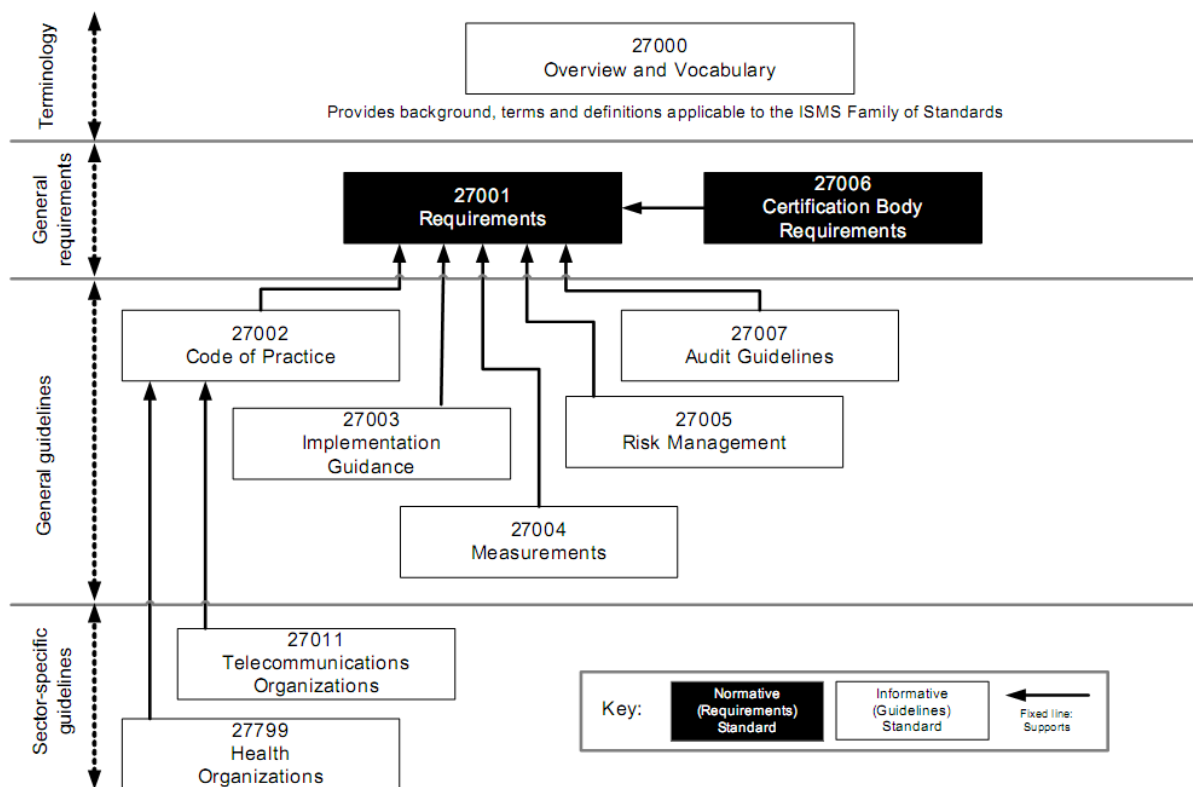 Terminology
27000
Overview and Vocabulary
Provides background, terms and definitions applicable to the ISMS Family of Standards
General
requirements
27001
Requirements
27006
Certification Body
Requirements
General guidelines
27002
Code of Practice
27007
Audit Guidelines
27003
Implementation
Guidance
27005
Risk Management
27004
Measurements
Sector-specific
guidelines
27011
Telecommunications
Organizations
27799
Health
Organizations
Key:
Normative
(Requirements)
Standard
Informative
(Guidelines)
Standard
Fixed line:
Supports